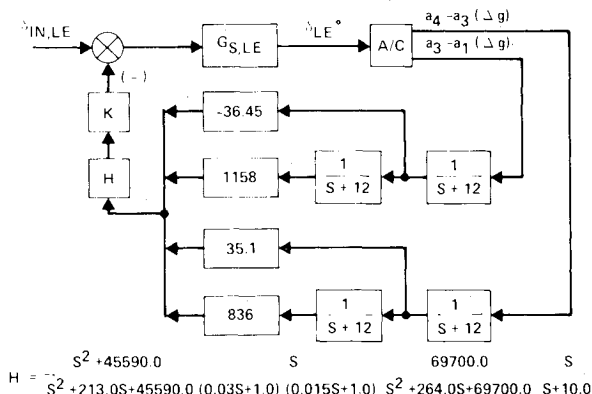 δIN,LE
GS,LE
δLE°
A/C
a4 -a3 (Δg)
a3 -a1 (Δg).
(-)
K
-36.45
H
1158
1
S + 12
1
S + 12
35.1
836
1
S + 12
1
S + 12
S² +45590.0 S 69700.0 S
H =
S² +213.0S+45590.0 (0.03S+1.0) (0.015S+1.0) S² +264.0S+69700.0 S+10.0